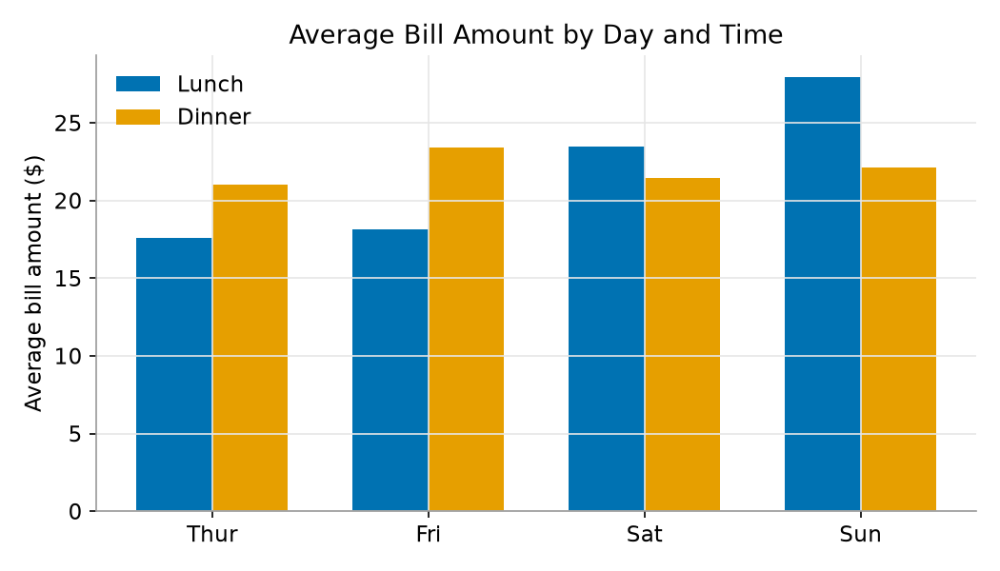 Average Bill Amount by Day and Time
Lunch
Dinner
Average bill amount ($)
25
20
15
10
5
0
Thur Fri Sat Sun